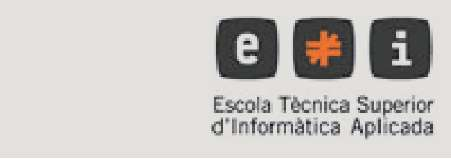 e i
Escola Tècnica Superior
d'Informàtica Aplicada